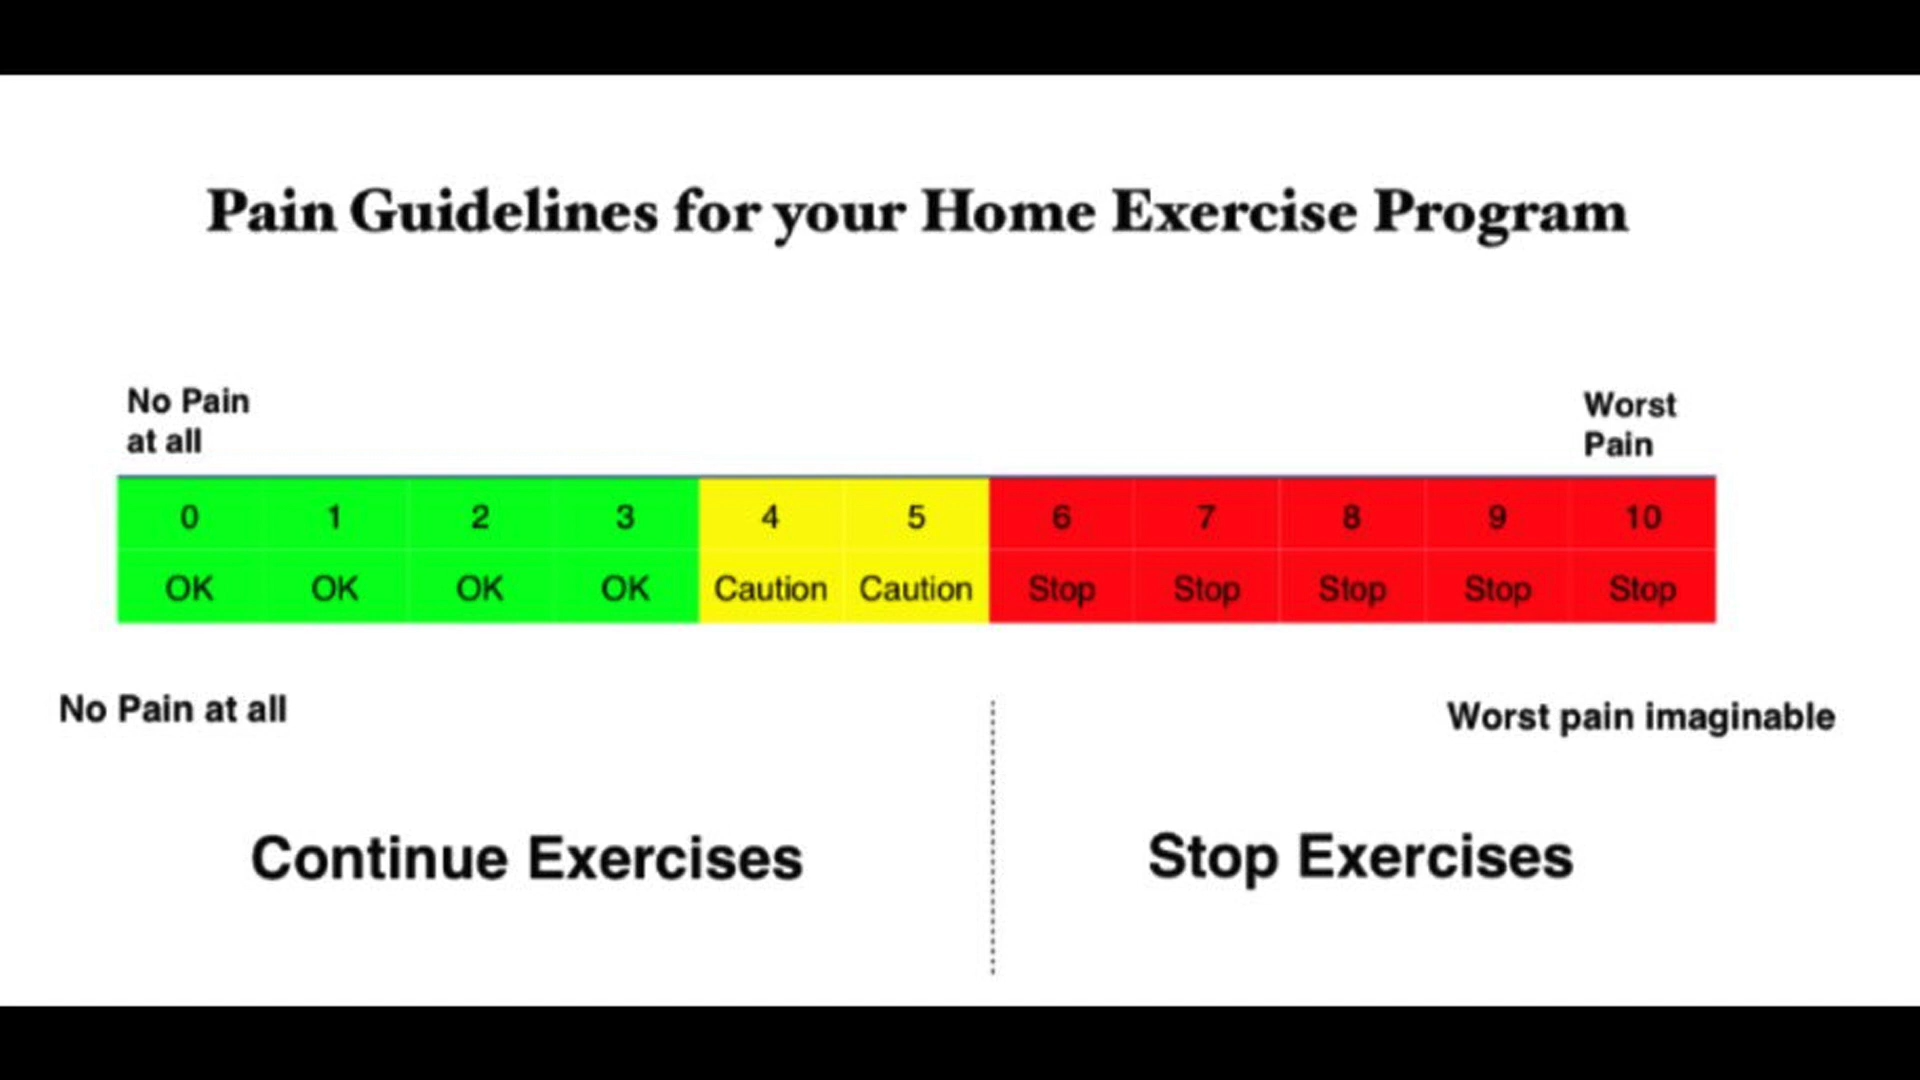 Pain Guidelines for your Home Exercise Program
No Pain
at all
Worst
Pain
0 1 2 3 4 5 6 7 8 9 10
OK OK OK OK Caution Caution Stop Stop Stop Stop Stop
No Pain at all
Worst pain imaginable
Continue Exercises
Stop Exercises